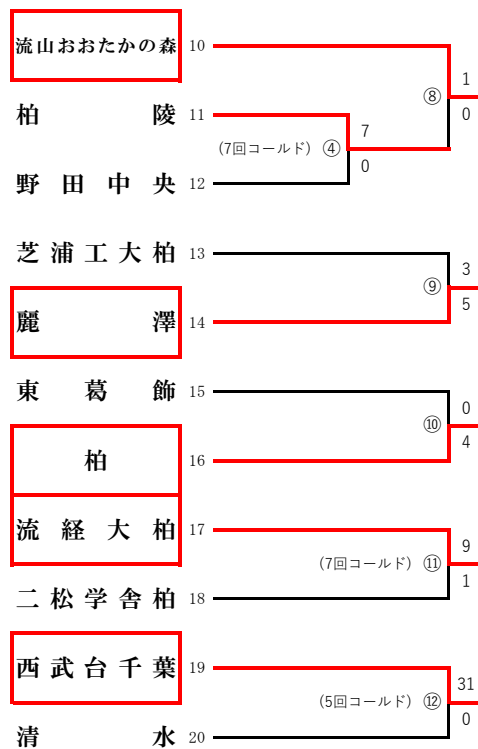 流山おおたかの森 10
⑧ 1
0
柏陵 11
(7回コールド) ④ 7
0
野田中央 12
芝浦工大柏 13
⑨ 3
5
麗澤 14
東葛飾 15
⑩ 0
4
柏 16
流経大柏 17
(7回コールド) ⑪ 9
1
二松学舎柏 18
西武台千葉 19
(5回コールド) ⑫ 31
0
清水 20